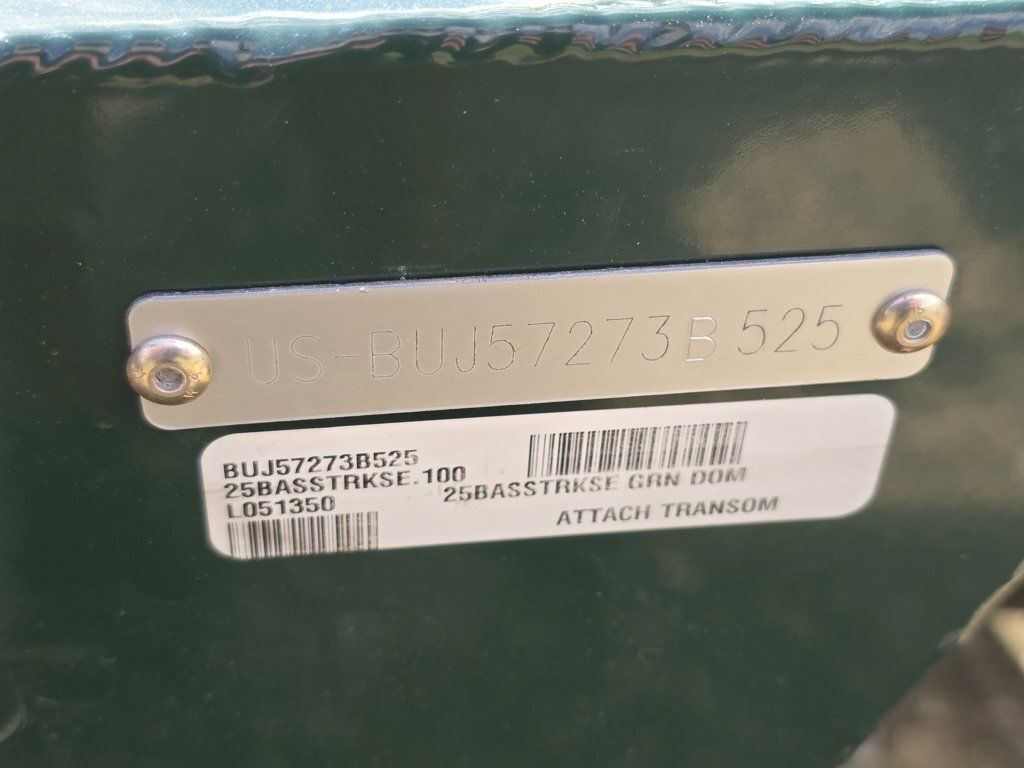 US-BUJ57273B525
BUJ57273B525
25BASSTRKSE.100
L051350
25BASSTRKSE GRN DOM
ATTACH TRANSOM